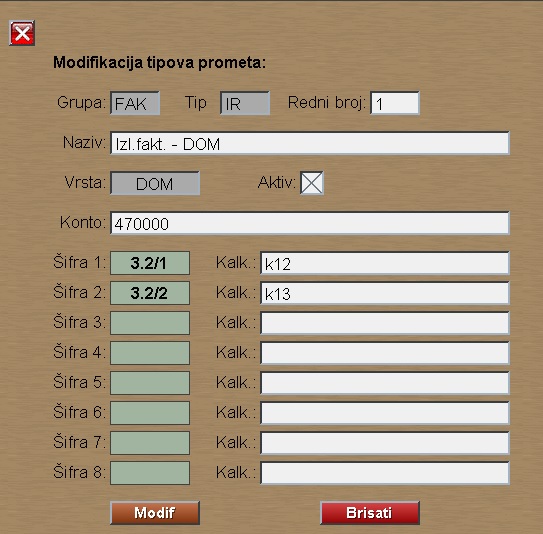 Modifikacija tipova prometa:
Grupa: FAK Tip IR Redni broj: 1
Naziv: Izl.fakt. - DOM
Vrsta: DOM Aktiv:
Konto: 470000
Šifra 1: 3.2/1 Kalk.: k12
Šifra 2: 3.2/2 Kalk.: k13
Šifra 3: Kalk.:
Šifra 4: Kalk.:
Šifra 5: Kalk.:
Šifra 6: Kalk.:
Šifra 7: Kalk.:
Šifra 8: Kalk.:
Modif Brisati